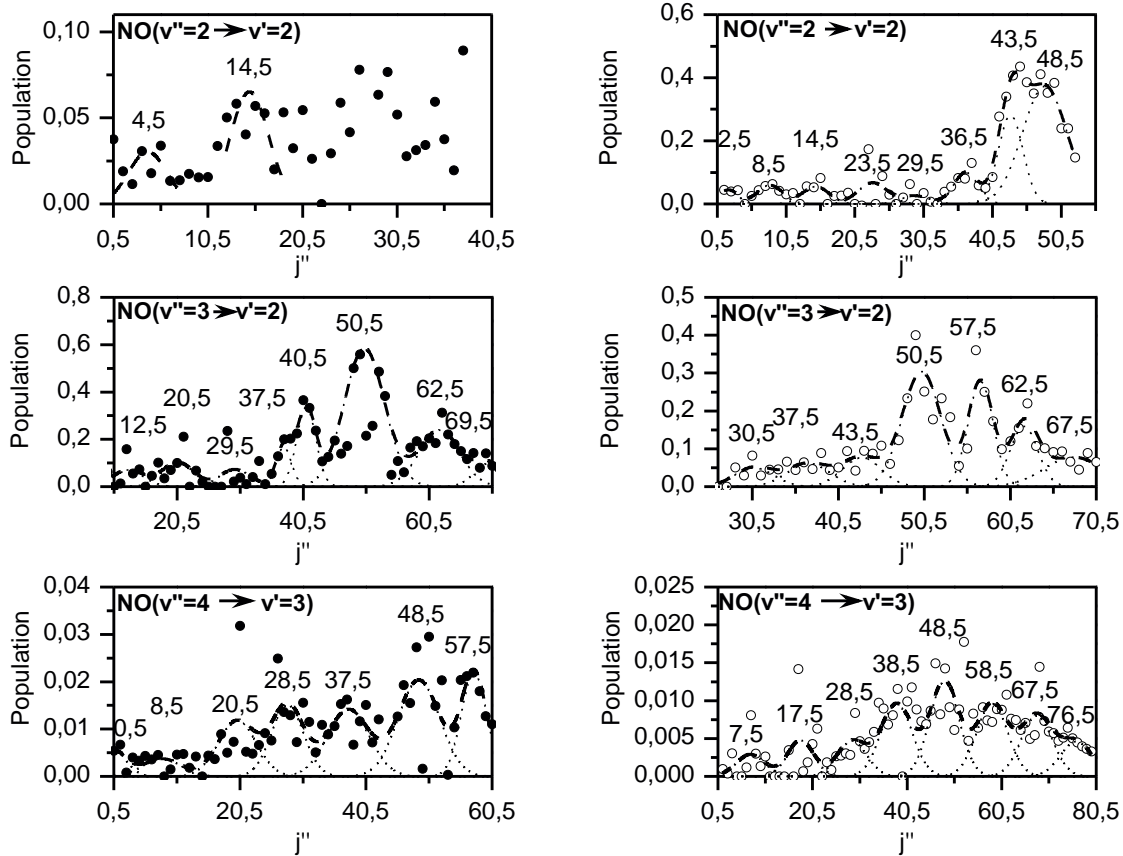 NO(v''=2 → v'=2)
Population
0,10
0,05
0,00
4,5
14,5
0,5 10,5 20,5 30,5 40,5
j''
NO(v''=2 → v'=2)
Population
0,6
0,4
0,2
0,0
2,5
8,5
14,5
23,5
29,5
36,5
43,5
48,5
0,5 10,5 20,5 30,5 40,5 50,5
j''
NO(v''=3 → v'=2)
Population
0,8
0,6
0,4
0,2
0,0
12,5
20,5
29,5
37,5
40,5
50,5
62,5
69,5
20,5 40,5 60,5
j''
NO(v''=3 → v'=2)
Population
0,5
0,4
0,3
0,2
0,1
0,0
30,5
37,5
43,5
50,5
57,5
62,5
67,5
30,5 40,5 50,5 60,5 70,5
j''
NO(v''=4 → v'=3)
Population
0,04
0,03
0,02
0,01
0,00
0,5
8,5
20,5
28,5
37,5
48,5
57,5
0,5 20,5 40,5 60,5
j''
NO(v''=4 → v'=3)
Population
0,025
0,020
0,015
0,010
0,005
0,000
7,5
17,5
28,5
38,5
48,5
58,5
67,5
76,5
0,5 20,5 40,5 60,5 80,5
j''